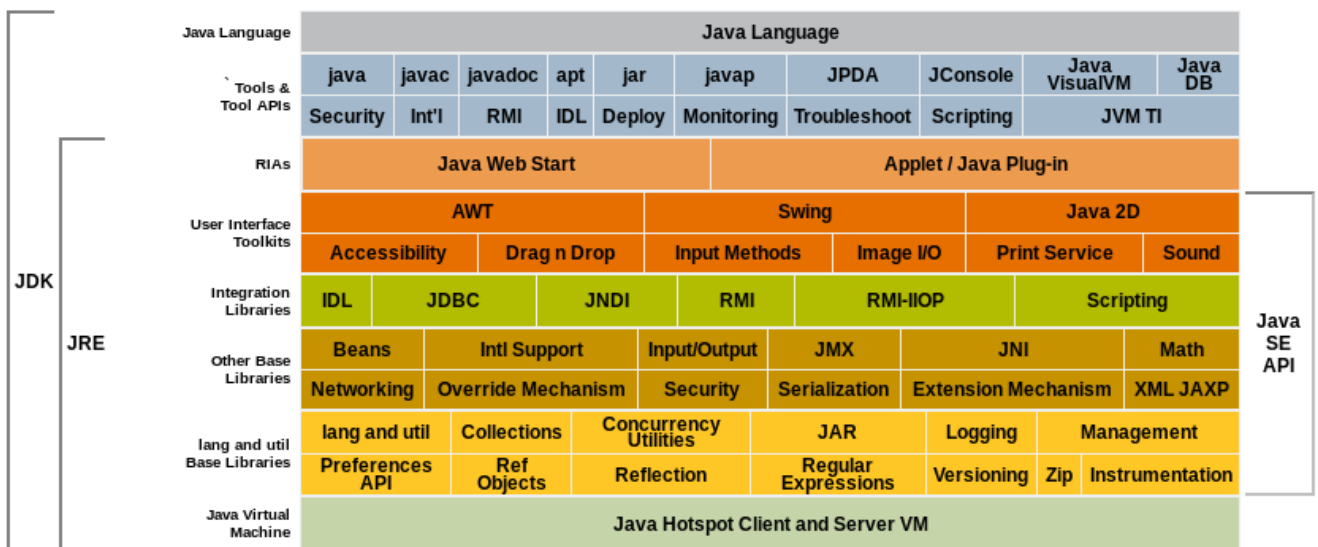 Java Language
Java Language
` Tools &
Tool APIs
java javac javadoc apt jar javap JPDA JConsole Java VisualVM Java DB
Security Int'l RMI IDL Deploy Monitoring Troubleshoot Scripting JVM TI
RIAs
Java Web Start Applet / Java Plug-in
User Interface
Toolkits
AWT Swing Java 2D
Accessibility Drag n Drop Input Methods Image I/O Print Service Sound
JDK
Integration
Libraries
IDL JDBC JNDI RMI RMI-IIOP Scripting
JRE
Other Base
Libraries
Beans Intl Support Input/Output JMX JNI Math
Networking Override Mechanism Security Serialization Extension Mechanism XML JAXP
Java
SE
API
lang and util
Base Libraries
lang and util Collections Concurrency Utilities JAR Logging Management
Preferences API Ref Objects Reflection Regular Expressions Versioning Zip Instrumentation
Java Virtual
Machine
Java Hotspot Client and Server VM